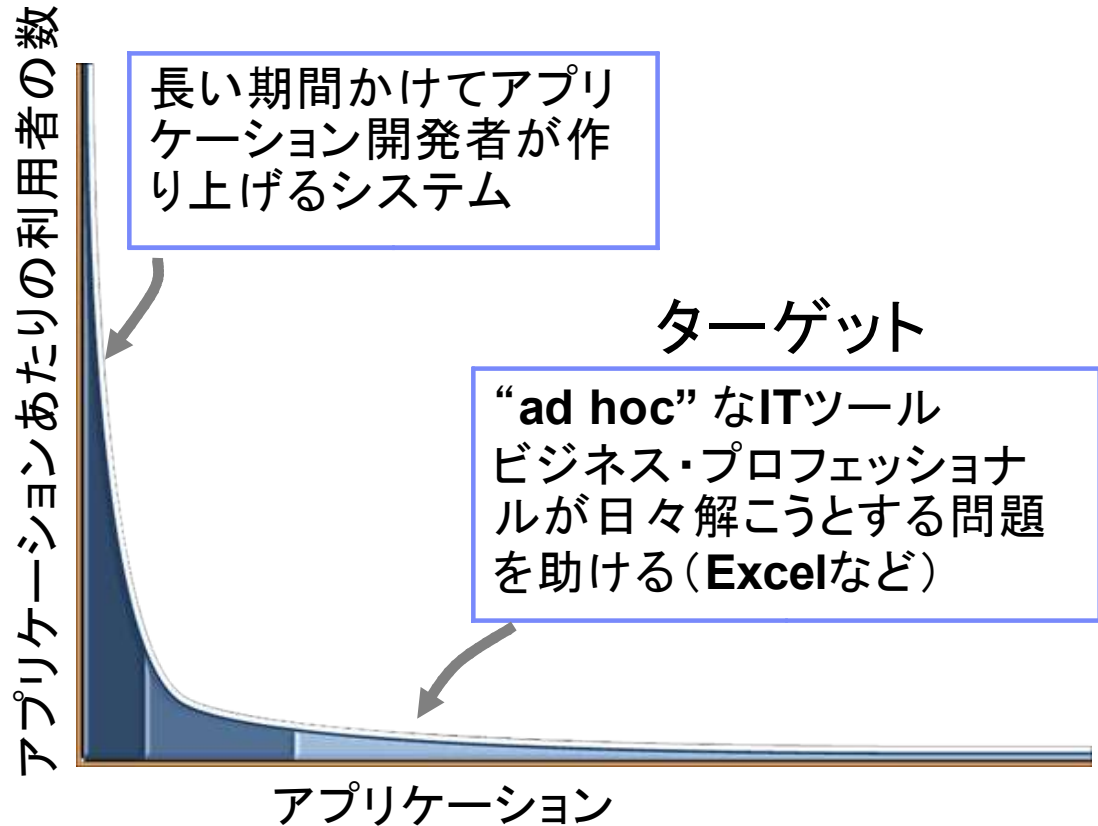 アプリケーションあたりの利用者の数
長い期間かけてアプリ
ケーション開発者が作
り上げるシステム
ターゲット
“ad hoc” なITツール
ビジネス・プロフェッショナ
ルが日々解こうとする問題
を助ける（Excelなど）
アプリケーション